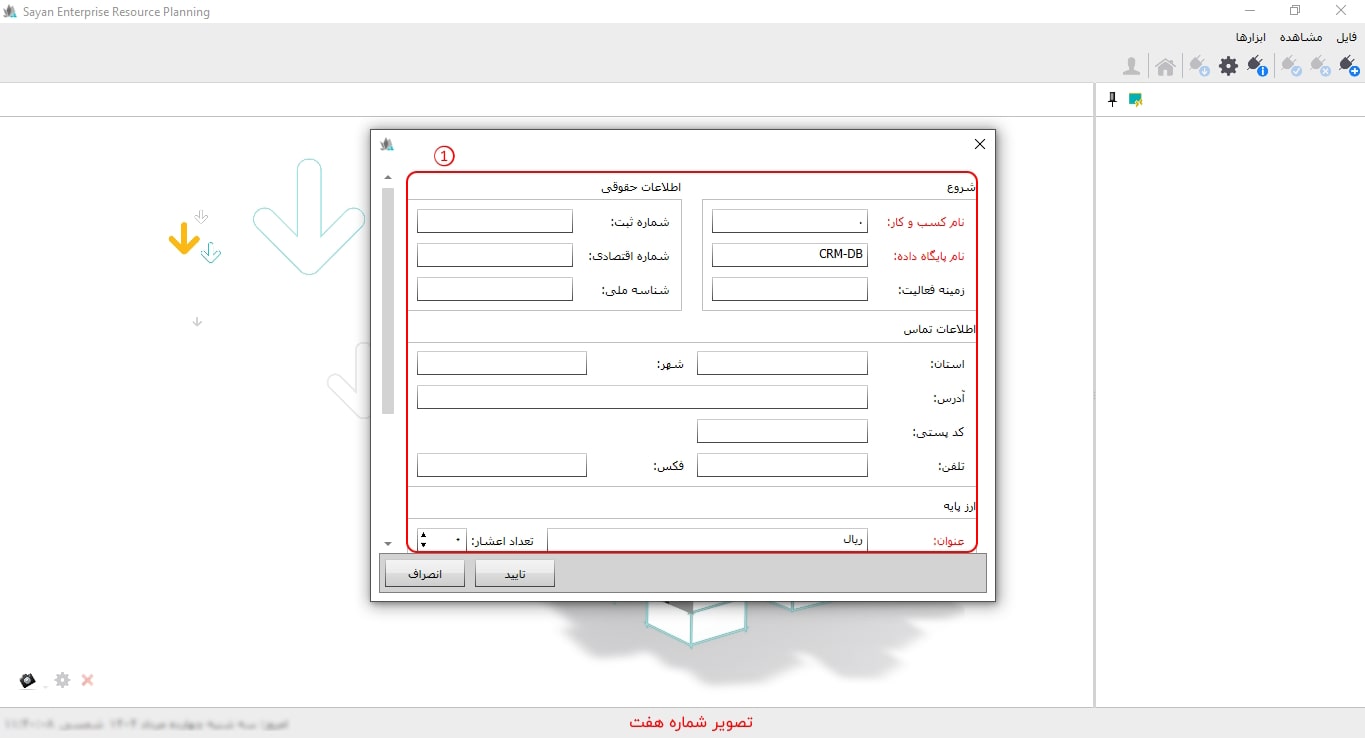 Sayan Enterprise Resource Planning
فایل مشاهده ابزارها
1
شروع
نام کسب و کار: .
نام پایگاه داده: CRM-DB
زمینه فعالیت:
اطلاعات حقوقی
شماره ثبت:
شماره اقتصادی:
شناسه ملی:
اطلاعات تماس
استان: شهر:
آدرس:
کد پستی:
تلفن: فکس:
ارز پایه
عنوان: ریال تعداد اعشار: ۰
تایید انصراف
تصویر شماره هفت